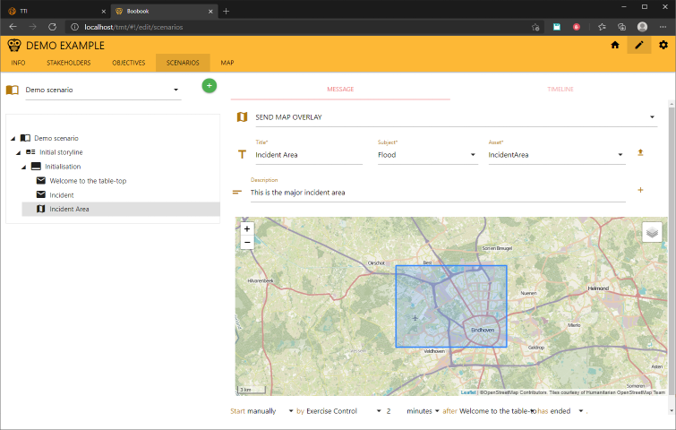 TTI
Boobook
localhost/tmt/#!/edit/scenarios
DEMO EXAMPLE
INFO
STAKEHOLDERS
OBJECTIVES
SCENARIOS
MAP
Demo scenario
Demo scenario
Initial storyline
Initialisation
Welcome to the table-top
Incident
Incident Area
MESSAGE
TIMELINE
SEND MAP OVERLAY
Title*
Incident Area
Subject*
Flood
Asset*
IncidentArea
Description
This is the major incident area
+
−
Oirschot
Best
Son en Breugel
Hilvarenbeek
Nuenen
Helmond
Eindhoven
Mierlo
Veldhoven
Geldrop
Asten
Someren
3 km
Leaflet | ©OpenStreetMap Contributors. Tiles courtesy of Humanitarian OpenStreetMap Team
Start manually by Exercise Control 2 minutes after Welcome to the table-to has ended .